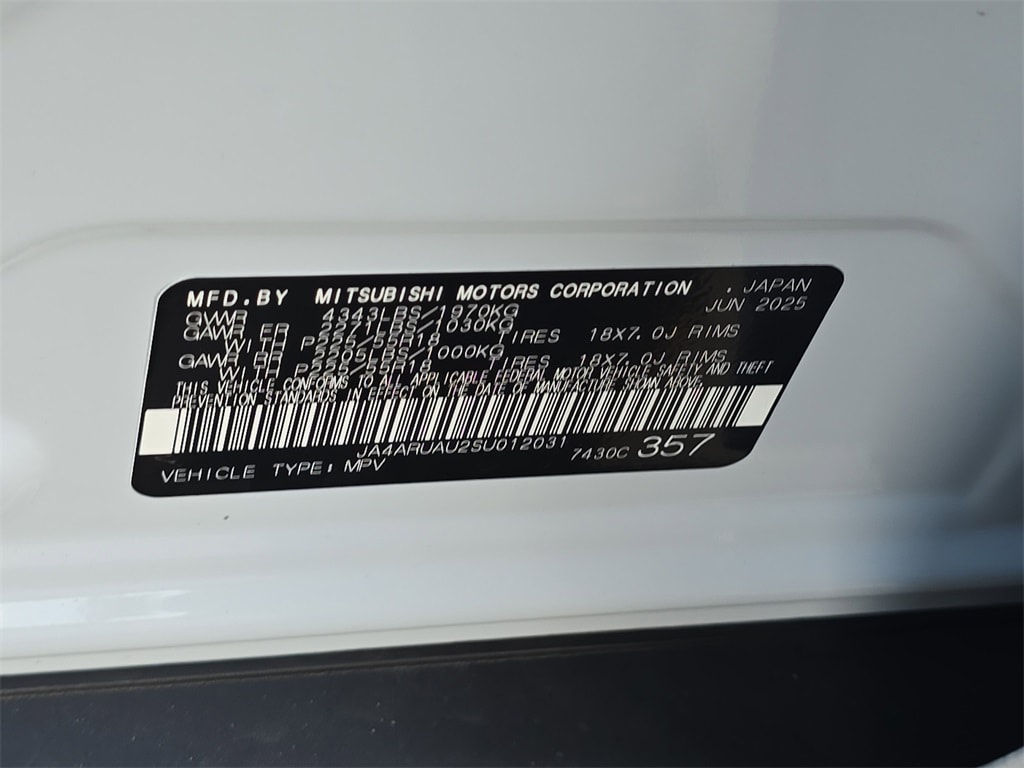 MFD.BY MITSUBISHI MOTORS CORPORATION , JAPAN
GVWR 4343LBS/1970KG JUN 2025
GAWR FR 2271LBS/1030KG
WITH P225/55R18 TIRES 18X7.0J RIMS
GAWR RR 2205LBS/1000KG
WITH P225/55R18 TIRES 18X7.0J RIMS
THIS VEHICLE CONFORMS TO ALL APPLICABLE FEDERAL MOTOR VEHICLE SAFETY AND THEFT
PREVENTION STANDARDS IN EFFECT ON THE DATE OF MANUFACTURE SHOWN ABOVE.
JA4ARUAU2SU012031
VEHICLE TYPE: MPV 7430C 357